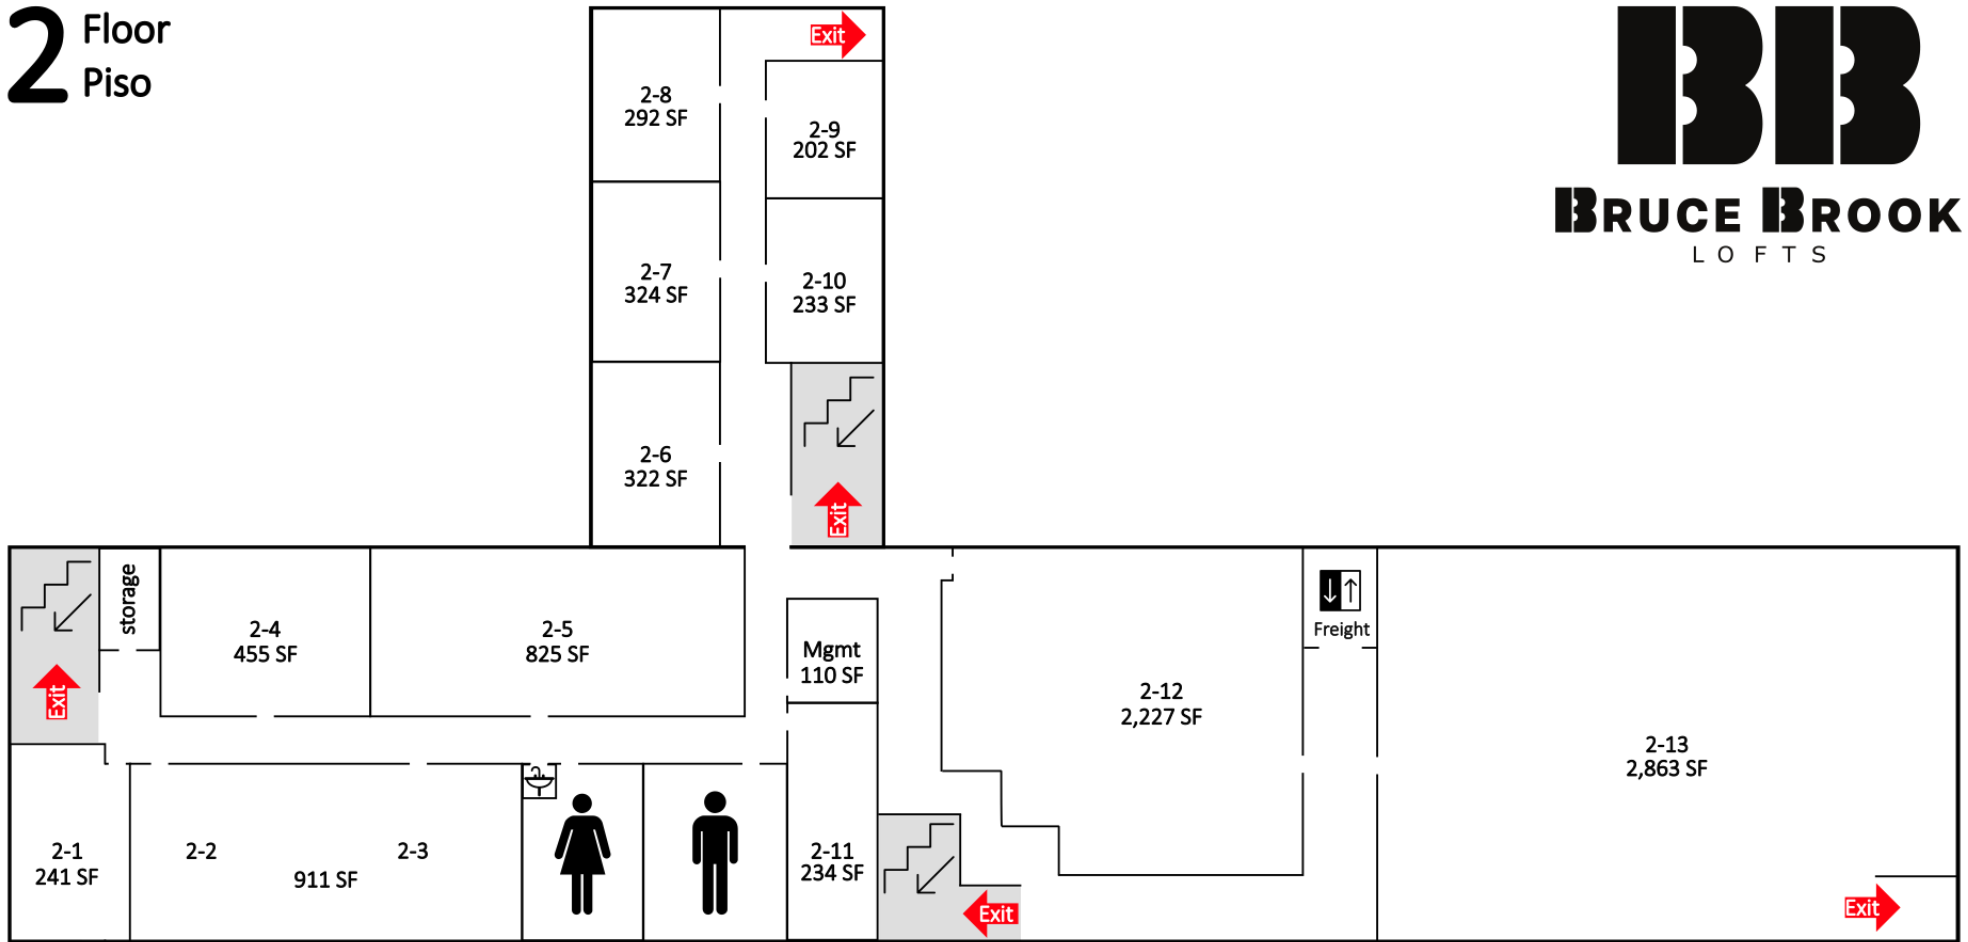 2 Floor
Piso
BB
BRUCE BROOK
LOFTS
Exit
2-8
292 SF
2-9
202 SF
2-7
324 SF
2-10
233 SF
2-6
322 SF
Exit
storage
2-4
455 SF
2-5
825 SF
Mgmt
110 SF
Freight
Exit
2-12
2,227 SF
2-13
2,863 SF
2-1
241 SF
2-2
2-3
911 SF
2-11
234 SF
Exit
Exit